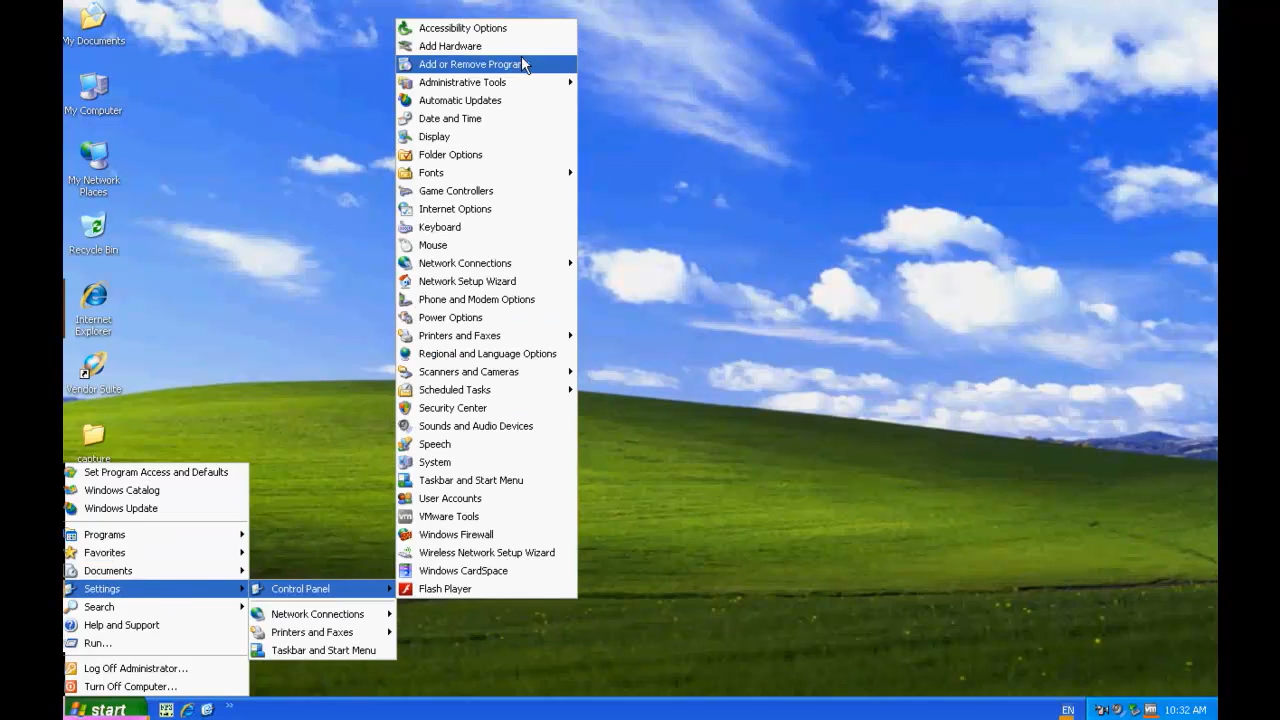 My Documents
My Computer
My Network
Places
Recycle Bin
Internet
Explorer
Vendor Suite
capture
Set Program Access and Defaults
Windows Catalog
Windows Update
Programs
Favorites
Documents
Settings
Search
Help and Support
Run...
Log Off Administrator...
Turn Off Computer...
Control Panel
Network Connections
Printers and Faxes
Taskbar and Start Menu
Accessibility Options
Add Hardware
Add or Remove Program
Administrative Tools
Automatic Updates
Date and Time
Display
Folder Options
Fonts
Game Controllers
Internet Options
Keyboard
Mouse
Network Connections
Network Setup Wizard
Phone and Modem Options
Power Options
Printers and Faxes
Regional and Language Options
Scanners and Cameras
Scheduled Tasks
Security Center
Sounds and Audio Devices
Speech
System
Taskbar and Start Menu
User Accounts
VMware Tools
Windows Firewall
Wireless Network Setup Wizard
Windows CardSpace
Flash Player
start
EN
10:32 AM